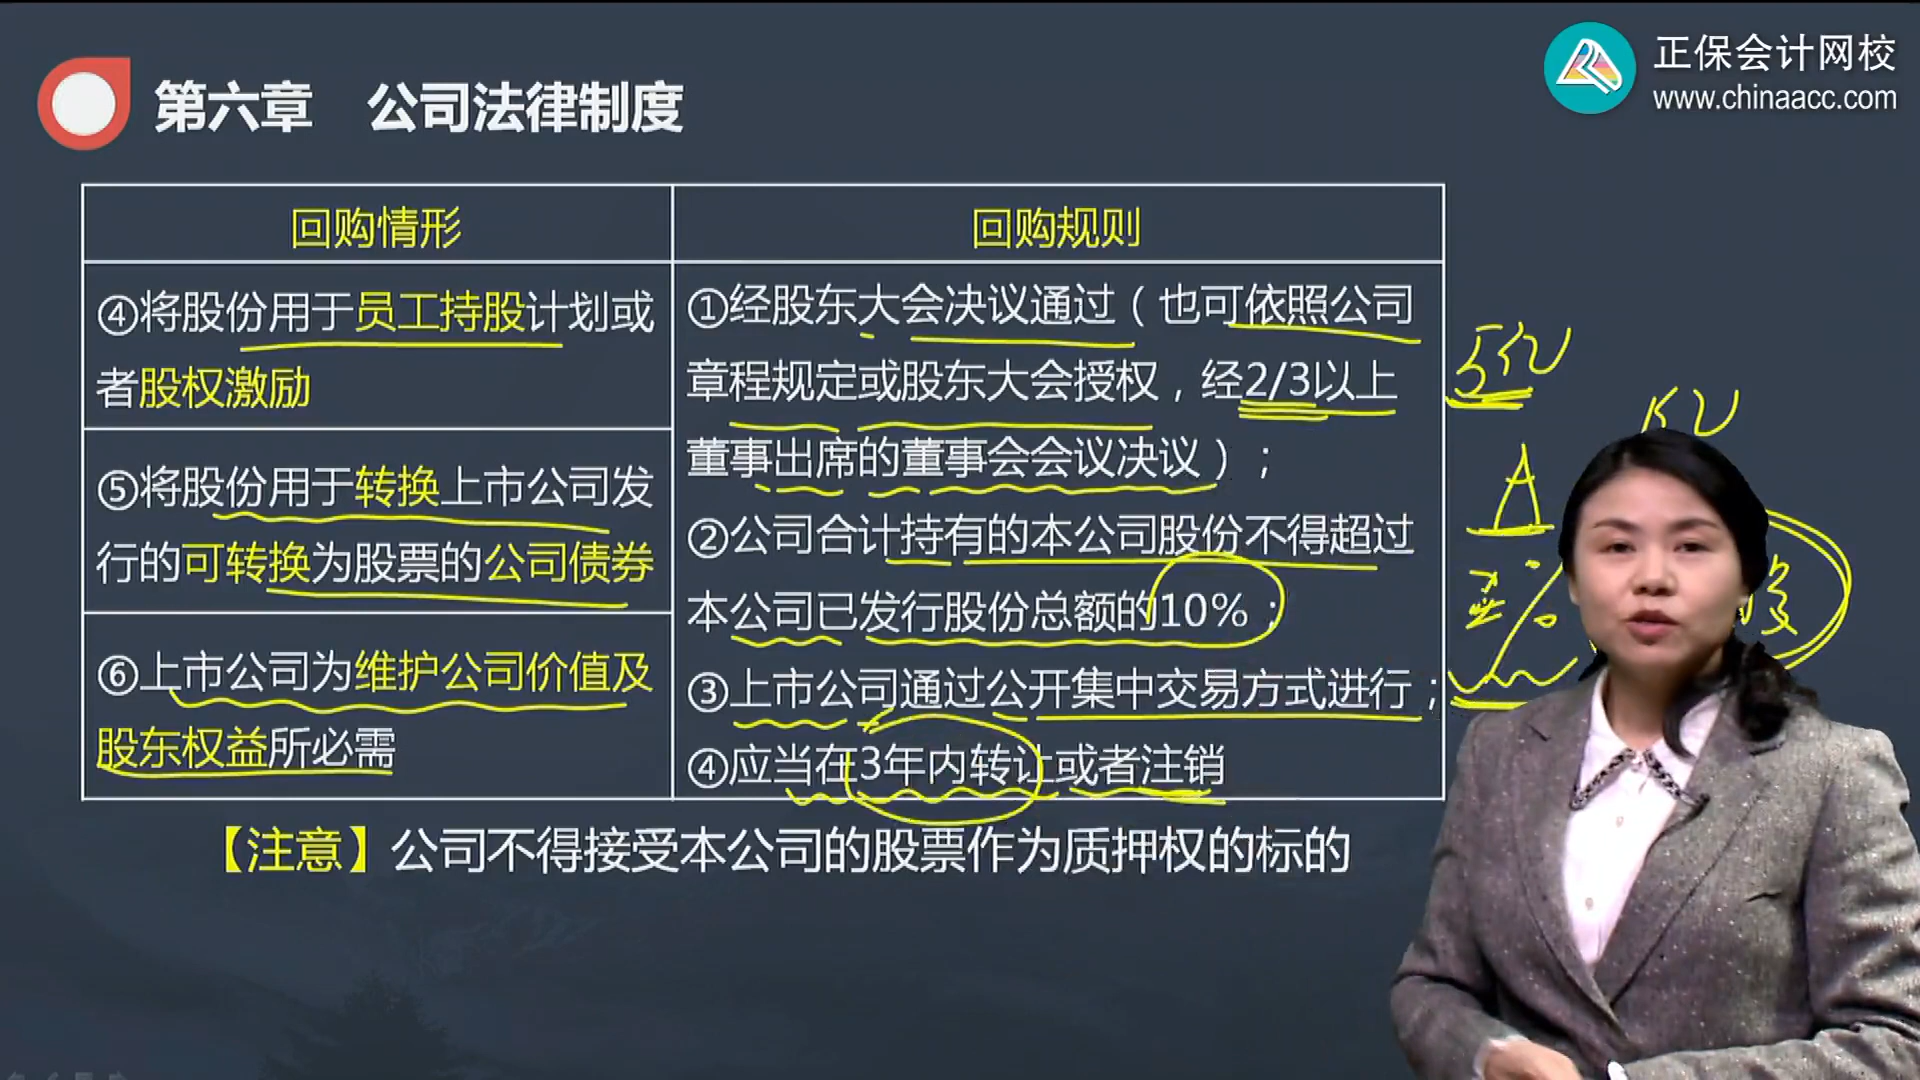 正保会计网校
www.chinaacc.com
第六章 公司法律制度
回购情形
回购规则
④将股份用于员工持股计划或
者股权激励
⑤将股份用于转换上市公司发
行的可转换为股票的公司债券
⑥上市公司为维护公司价值及
股东权益所必需
①经股东大会决议通过（也可依照公司
章程规定或股东大会授权，经2/3以上
董事出席的董事会会议决议）；
②公司合计持有的本公司股份不得超过
本公司已发行股份总额的10%；
③上市公司通过公开集中交易方式进行；
④应当在3年内转让或者注销
【注意】公司不得接受本公司的股票作为质押权的标的
5亿
A
股